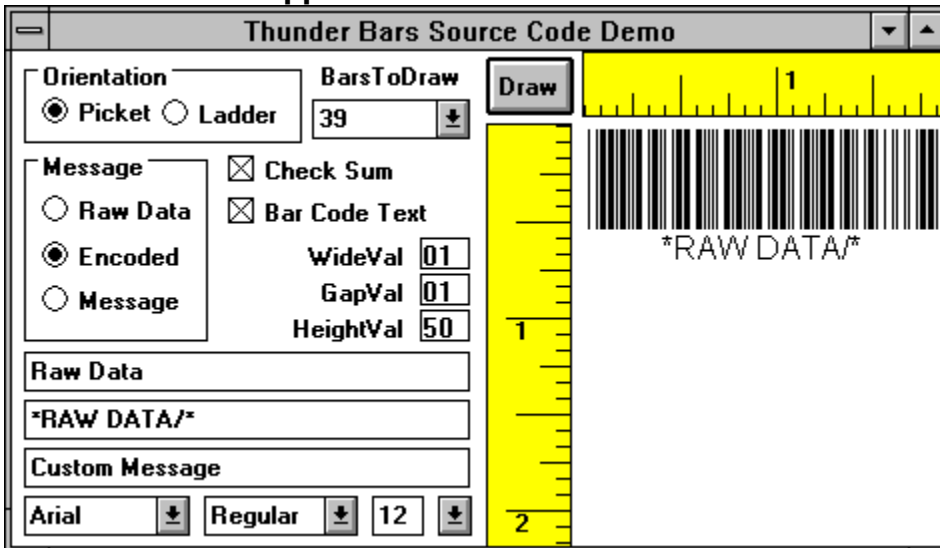 Thunder Bars Source Code Demo
Orientation
Picket
Ladder
BarsToDraw
39
Draw
1
Message
Raw Data
Encoded
Message
Check Sum
Bar Code Text
WideVal 01
GapVal 01
HeightVal 50
*RAW DATA/*
1
2
Raw Data
*RAW DATA/*
Custom Message
Arial
Regular
12